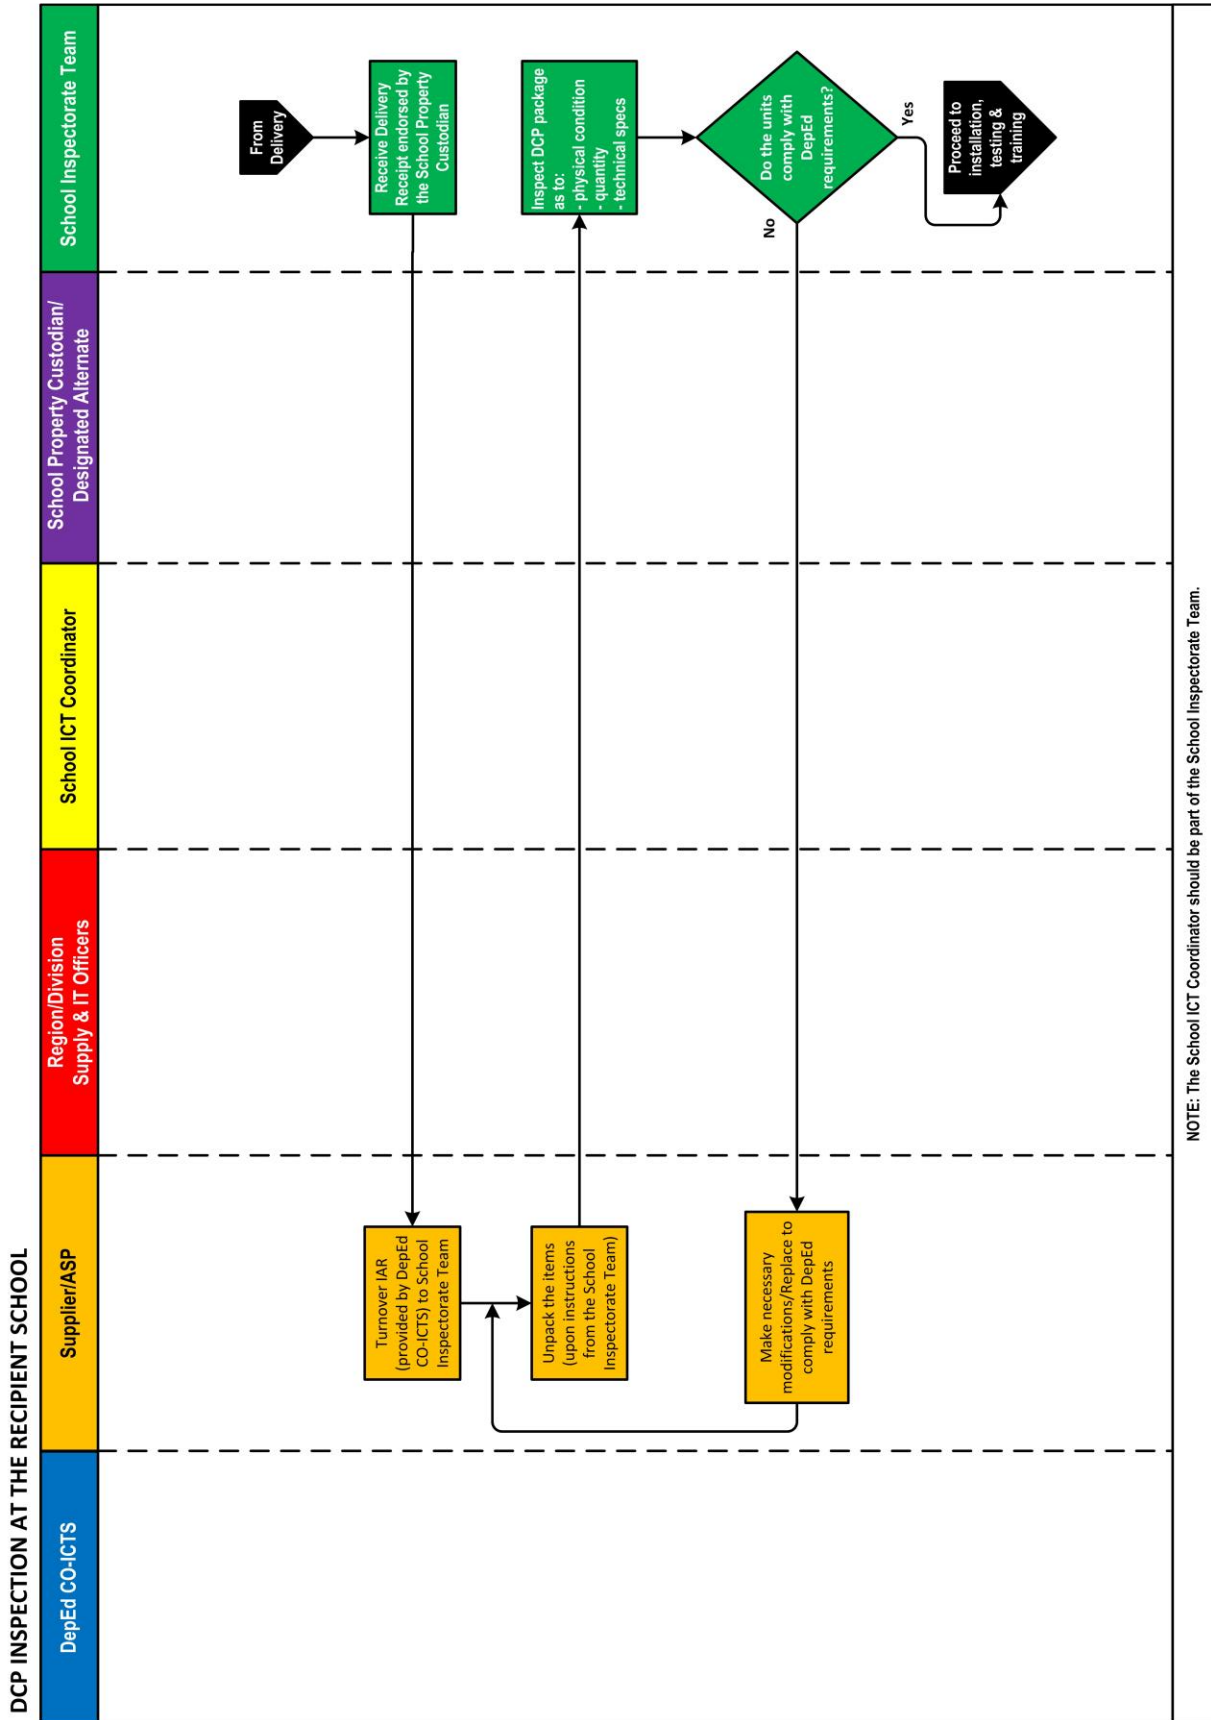 DCP INSPECTION AT THE RECIPIENT SCHOOL
DepEd CO-ICTS
Supplier/ASP
Region/Division
Supply & IT Officers
School ICT Coordinator
School Property Custodian/
Designated Alternate
School Inspectorate Team
From
Delivery
Receive Delivery
Receipt endorsed by
the School Property
Custodian
Turnover IAR
(provided by DepEd
CO-ICTS) to School
Inspectorate Team
Unpack the items
(upon instructions
from the School
Inspectorate Team)
Inspect DCP package
as to:
- physical condition
- quantity
- technical specs
Do the units
comply with
DepEd
requirements?
No
Yes
Make necessary
modifications/Replace to
comply with DepEd
requirements
Proceed to
installation,
testing &
training
NOTE: The School ICT Coordinator should be part of the School Inspectorate Team.